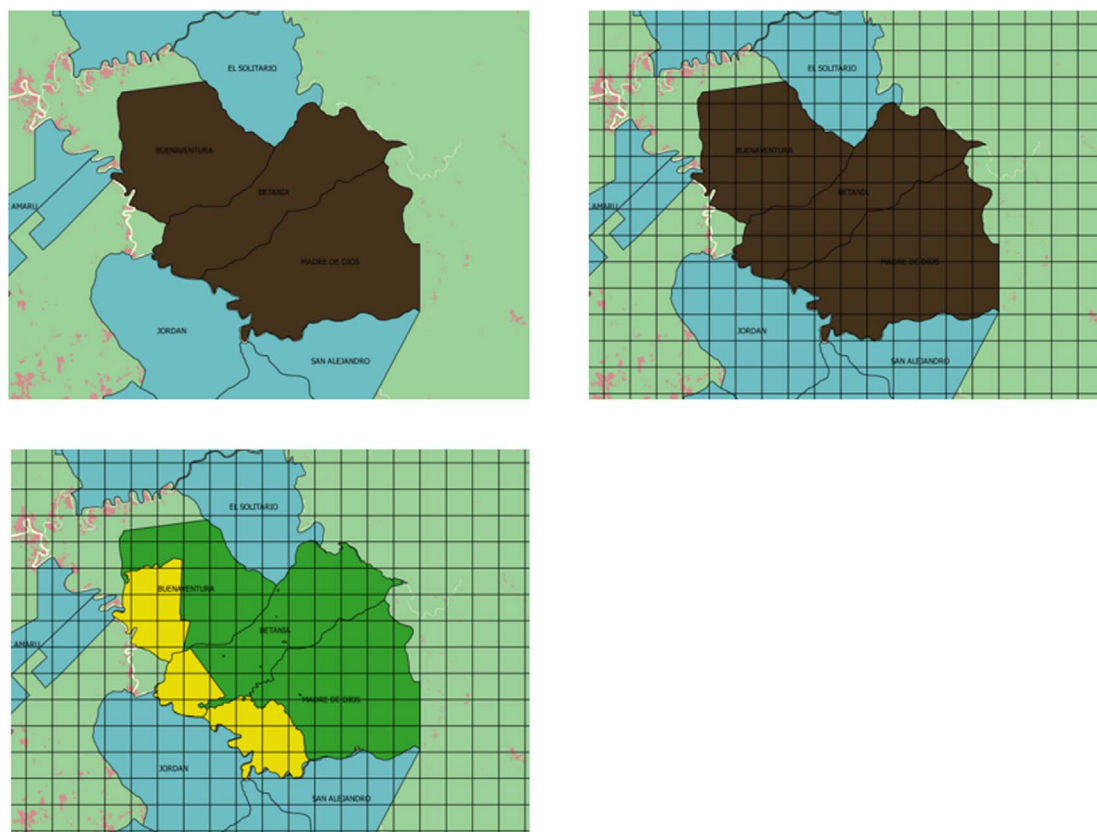 EL SOLITARIO
BUENAVENTURA
BETANIA
AMARU
MADRE DE DIOS
JORDAN
SAN ALEJANDRO
EL SOLITARIO
BUENAVENTURA
BETANIA
AMARU
MADRE DE DIOS
JORDAN
SAN ALEJANDRO
EL SOLITARIO
BUENAVENTURA
BETANIA
AMARU
MADRE DE DIOS
JORDAN
SAN ALEJANDRO